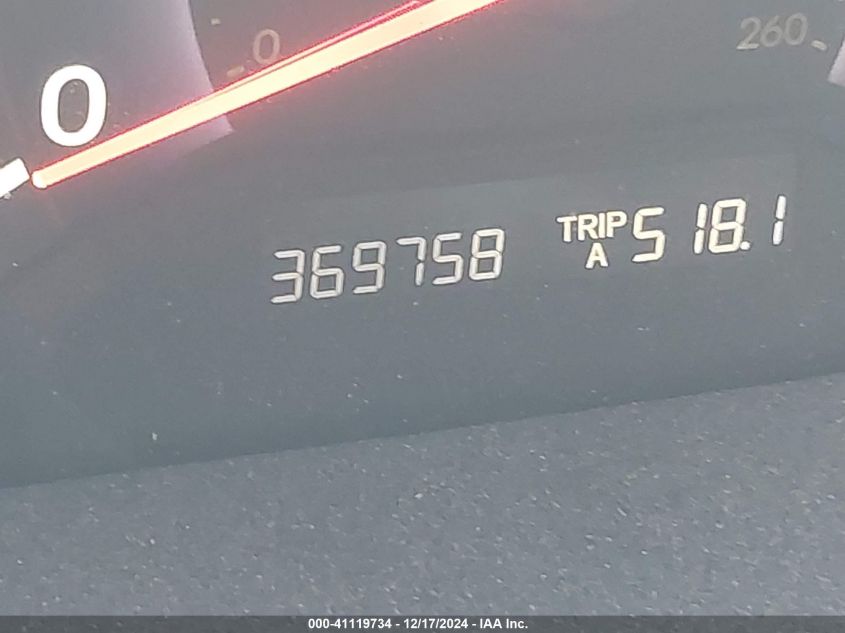 0 260
0
369758 TRIP A 518.1
000-41119734 - 12/17/2024 - IAA Inc.